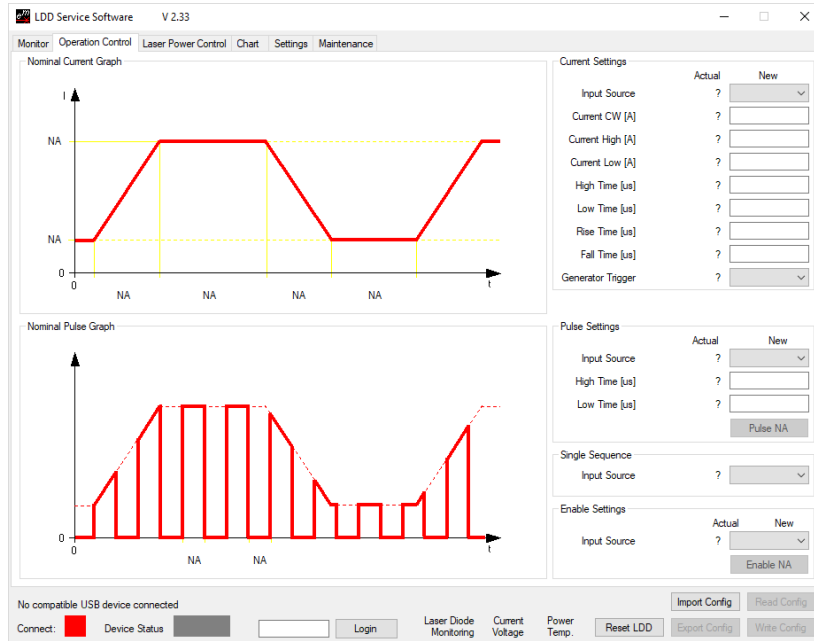 LDD Service Software V 2.33
Monitor Operation Control Laser Power Control Chart Settings Maintenance
Nominal Current Graph
I
NA
NA
0
0
t
NA NA NA NA
Nominal Pulse Graph
0
0
t
NA NA
Current Settings
Actual New
Input Source ?
Current CW [A] ?
Current High [A] ?
Current Low [A] ?
High Time [us] ?
Low Time [us] ?
Rise Time [us] ?
Fall Time [us] ?
Generator Trigger ?
Pulse Settings
Actual New
Input Source ?
High Time [us] ?
Low Time [us] ?
Pulse NA
Single Sequence
Input Source ?
Enable Settings
Actual New
Input Source ?
Enable NA
No compatible USB device connected
Connect: Device Status Login
Laser Diode Monitoring
Current Voltage
Power Temp.
Reset LDD
Import Config Read Config
Export Config Write Config